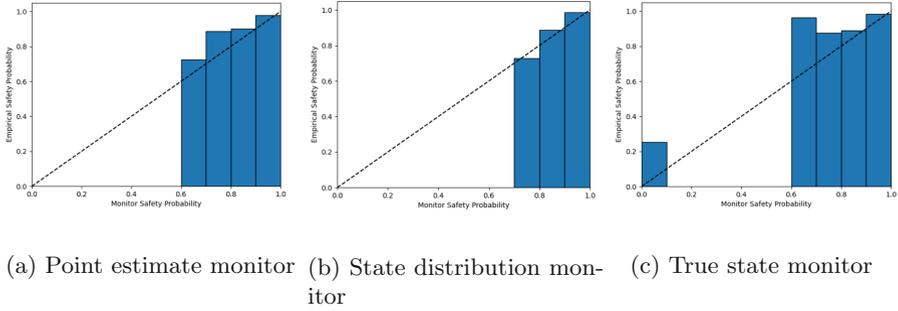 1.0
0.8
0.6
0.4
0.2
0.0
Empirical Safety Probability
0.0 0.2 0.4 0.6 0.8 1.0
Monitor Safety Probability
(a) Point estimate monitor
1.0
0.8
0.6
0.4
0.2
0.0
Empirical Safety Probability
0.0 0.2 0.4 0.6 0.8 1.0
Monitor Safety Probability
(b) State distribution mon-
itor
1.0
0.8
0.6
0.4
0.2
0.0
Empirical Safety Probability
0.0 0.2 0.4 0.6 0.8 1.0
Monitor Safety Probability
(c) True state monitor